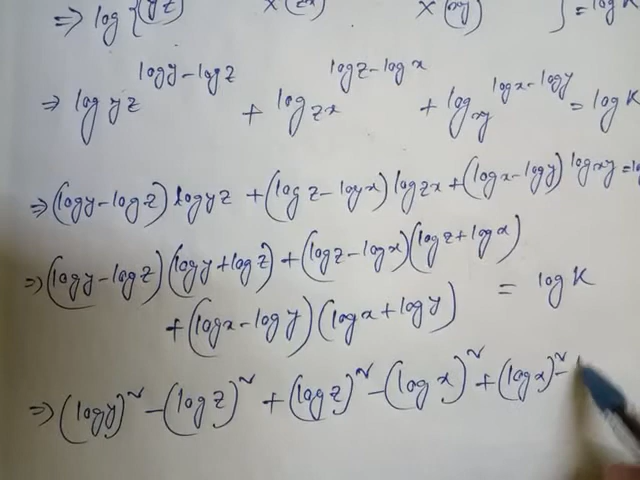 ⇒ log {(yz) × (zx) × (xy) } = log K
⇒ log yz^(log y - log z) + log zx^(log z - log x) + log xy^(log x - log y) = log K
⇒ (log y - log z) log yz + (log z - log x) log zx + (log x - log y) log xy = lo
⇒ (log y - log z) (log y + log z) + (log z - log x) (log z + log x)
+ (log x - log y) (log x + log y) = log K
⇒ (log y)² - (log z)² + (log z)² - (log x)² + (log x)² -